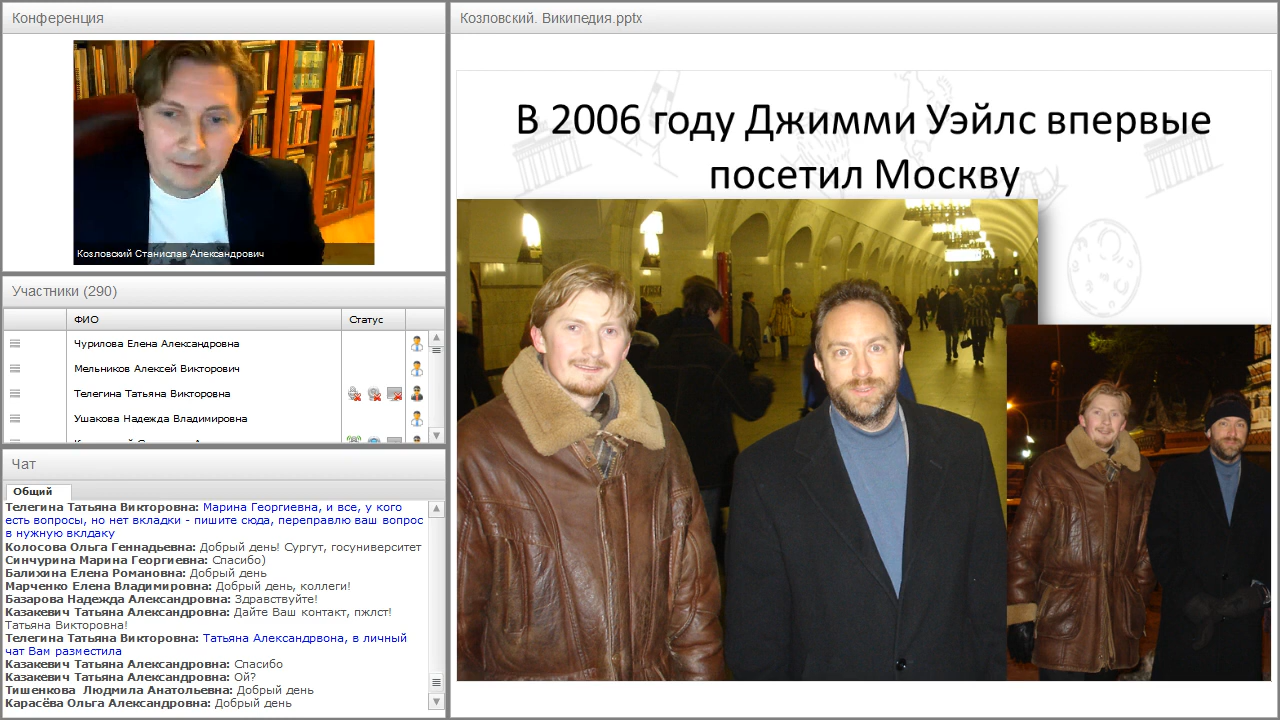 Конференция
Козловский Станислав Александрович
Участники (290)
ФИО
Статус
Чурилова Елена Александровна
Мельников Алексей Викторович
Телегина Татьяна Викторовна
Ушакова Надежда Владимировна
Чат
Общий
Телегина Татьяна Викторовна: Марина Георгиевна, и все, у кого
есть вопросы, но нет вкладки - пишите сюда, переправлю ваш вопрос
в нужную вклдаку
Колосова Ольга Геннадьевна: Добрый день! Сургут, госуниверситет
Синчурина Марина Георгиевна: Спасибо)
Балихина Елена Романовна: Добрый день
Марченко Елена Владимировна: Добрый день, коллеги!
Базарова Надежда Александровна: Здравствуйте!
Казакевич Татьяна Александровна: Дайте Ваш контакт, пжлст!
Татьяна Викторовна!
Телегина Татьяна Викторовна: Татьяна Александрвона, в личный
чат Вам разместила
Казакевич Татьяна Александровна: Спасибо
Казакевич Татьяна Александровна: Ой?
Тишенкова Людмила Анатольевна: Добрый день
Карасёва Ольга Александровна: Добрый день
Козловский. Википедия.pptx
В 2006 году Джимми Уэйлс впервые
посетил Москву